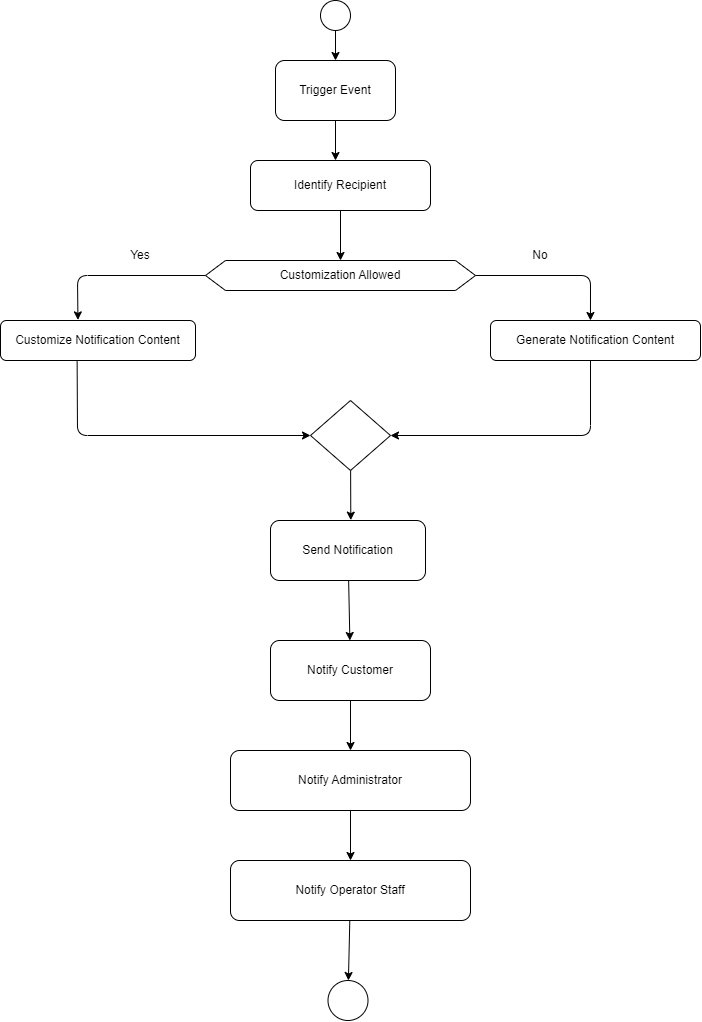 Trigger Event
Identify Recipient
Yes
No
Customization Allowed
Customize Notification Content
Generate Notification Content
Send Notification
Notify Customer
Notify Administrator
Notify Operator Staff